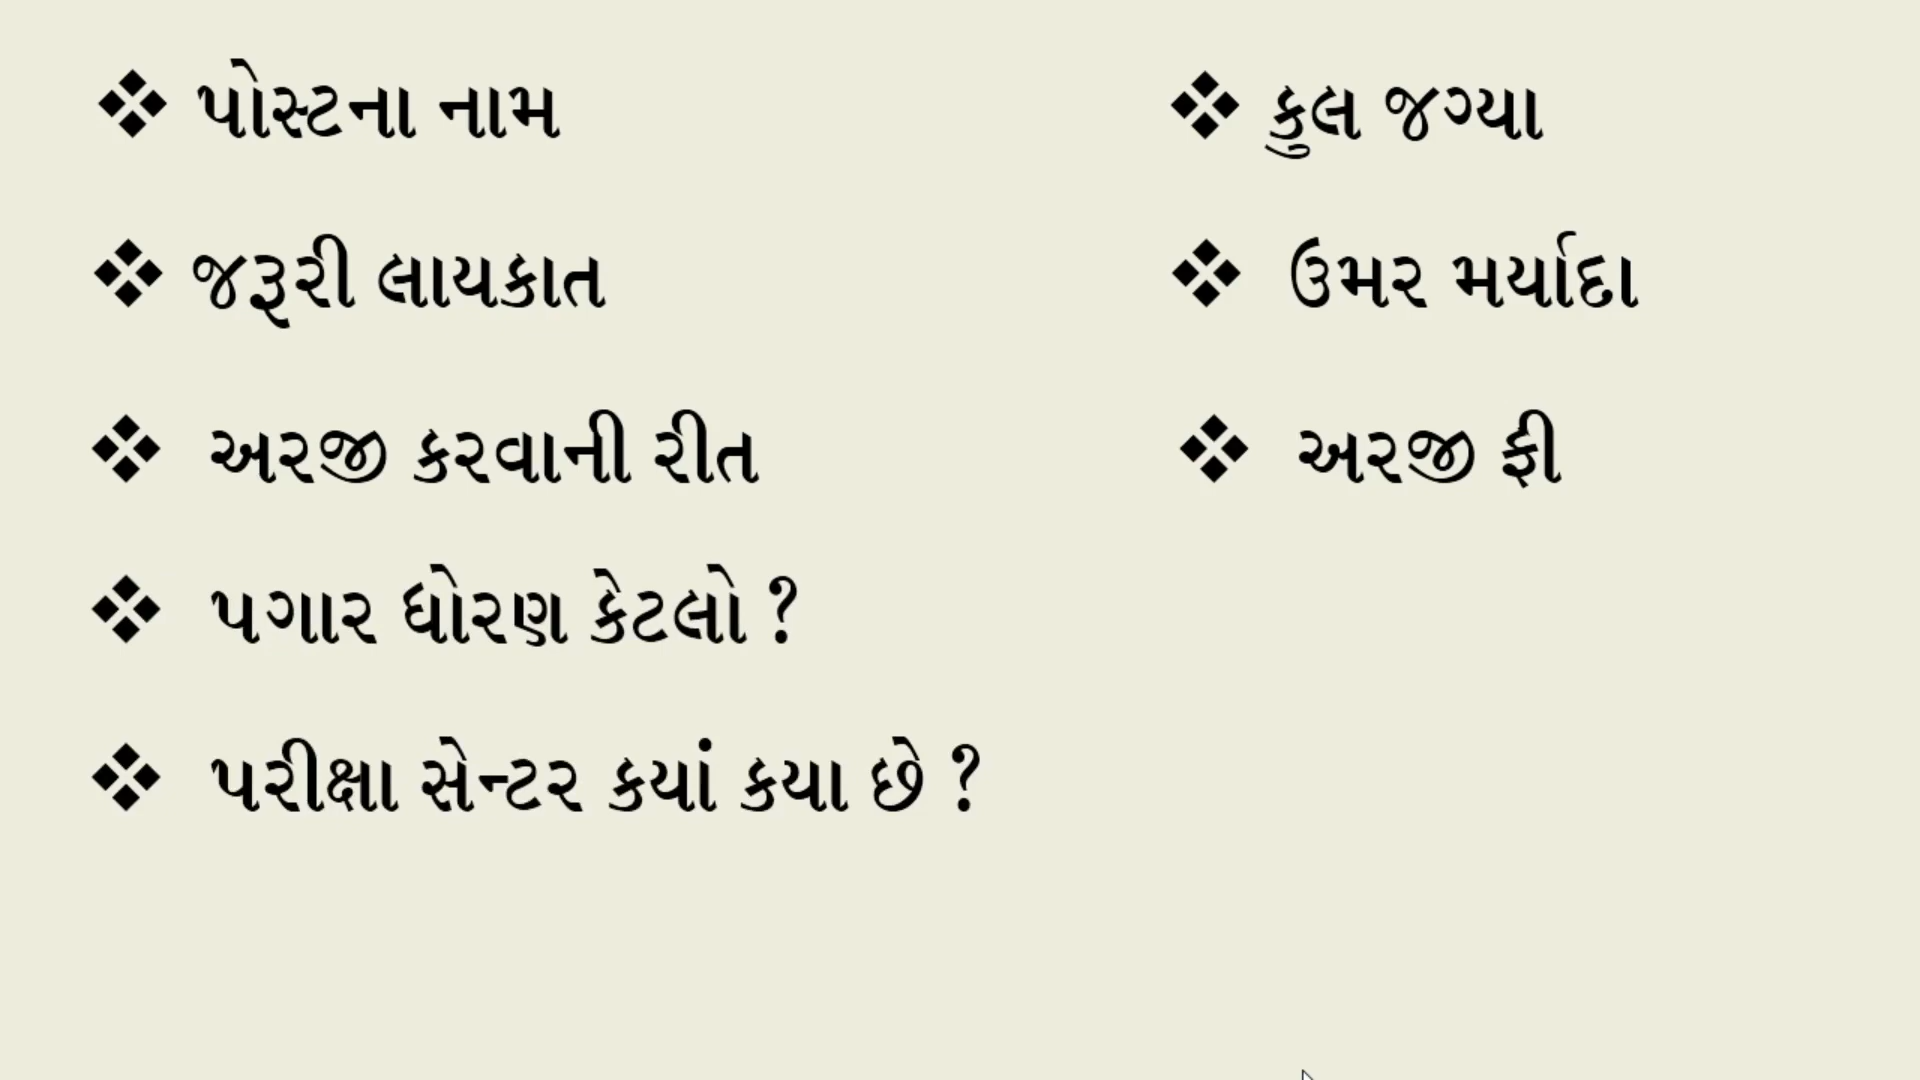 ❖ પોસ્ટના નામ
❖ કુલ જગ્યા
❖ જરૂરી લાયકાત
❖ ઉમર મર્યાદા
❖ અરજી કરવાની રીત
❖ અરજી ફી
❖ પગાર ધોરણ કેટલો ?
❖ પરીક્ષા સેન્ટર કયાં કયા છે ?